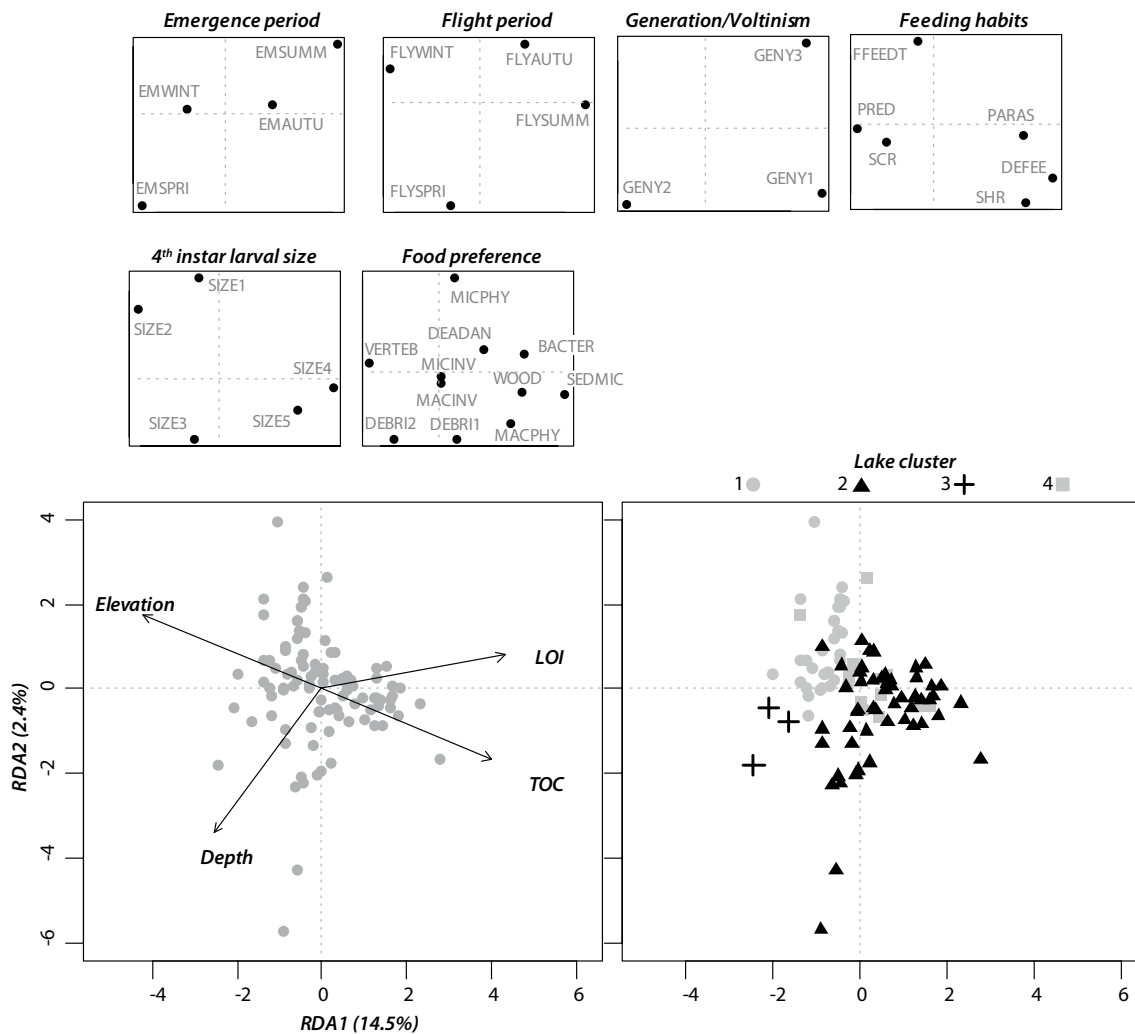 Emergence period
Flight period
Generation/Voltinism
Feeding habits
EMSUMM
EMWINT
EMAUTU
EMSPRI
FLYWINT
FLYAUTU
FLYSUMM
FLYSPRI
GENY3
GENY2
GENY1
FFEEDT
PRED
PARAS
SCR
DEFEE
SHR
4th instar larval size
Food preference
SIZE1
SIZE2
SIZE4
SIZE3
SIZE5
MICPHY
DEADAN
BACTER
VERTEB
MICINV
WOOD
SEDMIC
MACINV
DEBRI2
DEBRI1
MACPHY
Lake cluster
1
2
3
4
4
2
0
-2
-4
-6
RDA2 (2.4%)
Elevation
LOI
TOC
Depth
-4
-2
0
2
4
6
RDA1 (14.5%)
-4
-2
0
2
4
6